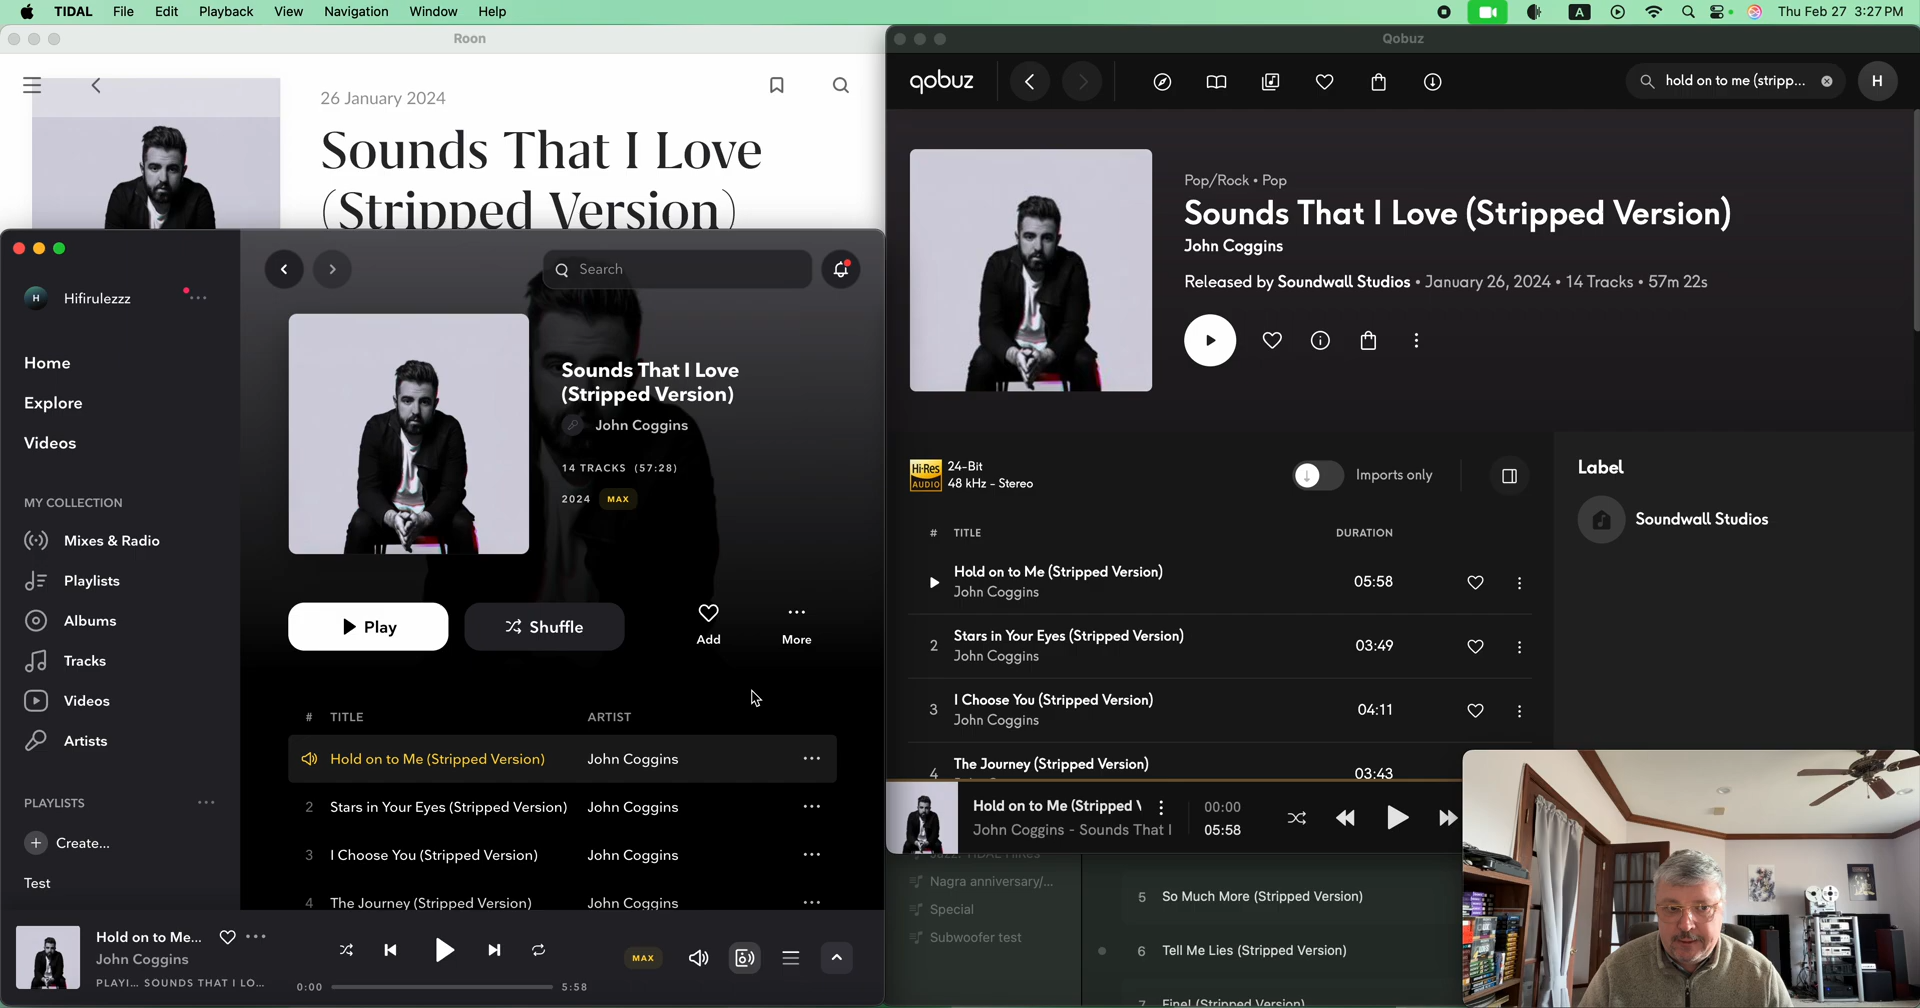 TIDAL File Edit Playback View Navigation Window Help
A Thu Feb 27 3:27 PM
Roon
26 January 2024
Sounds That I Love
(Stripped Version)
H Hifirulezzz
Home
Explore
Videos
MY COLLECTION
Mixes & Radio
Playlists
Albums
Tracks
Videos
Artists
PLAYLISTS
Create...
Test
Search
Sounds That I Love
(Stripped Version)
John Coggins
14 TRACKS (57:28)
2024 MAX
Play
Shuffle
Add
More
# TITLE ARTIST
Hold on to Me (Stripped Version) John Coggins
2 Stars in Your Eyes (Stripped Version) John Coggins
3 I Choose You (Stripped Version) John Coggins
4 The Journey (Stripped Version) John Coggins
Hold on to Me...
John Coggins
PLAYI... SOUNDS THAT I LO...
0:00 5:58
MAX
Qobuz
qobuz
hold on to me (stripp...
H
Pop/Rock • Pop
Sounds That I Love (Stripped Version)
John Coggins
Released by Soundwall Studios • January 26, 2024 • 14 Tracks • 57m 22s
Hi-Res AUDIO
24-Bit
48 kHz - Stereo
Imports only
Label
Soundwall Studios
# TITLE DURATION
Hold on to Me (Stripped Version) 05:58
John Coggins
2 Stars in Your Eyes (Stripped Version) 03:49
John Coggins
3 I Choose You (Stripped Version) 04:11
John Coggins
4 The Journey (Stripped Version) 03:43
Hold on to Me (Stripped V
John Coggins - Sounds That I
00:00
05:58
Jazz: TIDAL HiRes
Nagra anniversary/...
Special
Subwoofer test
5 So Much More (Stripped Version)
6 Tell Me Lies (Stripped Version)
7 Fine! (Stripped Version)